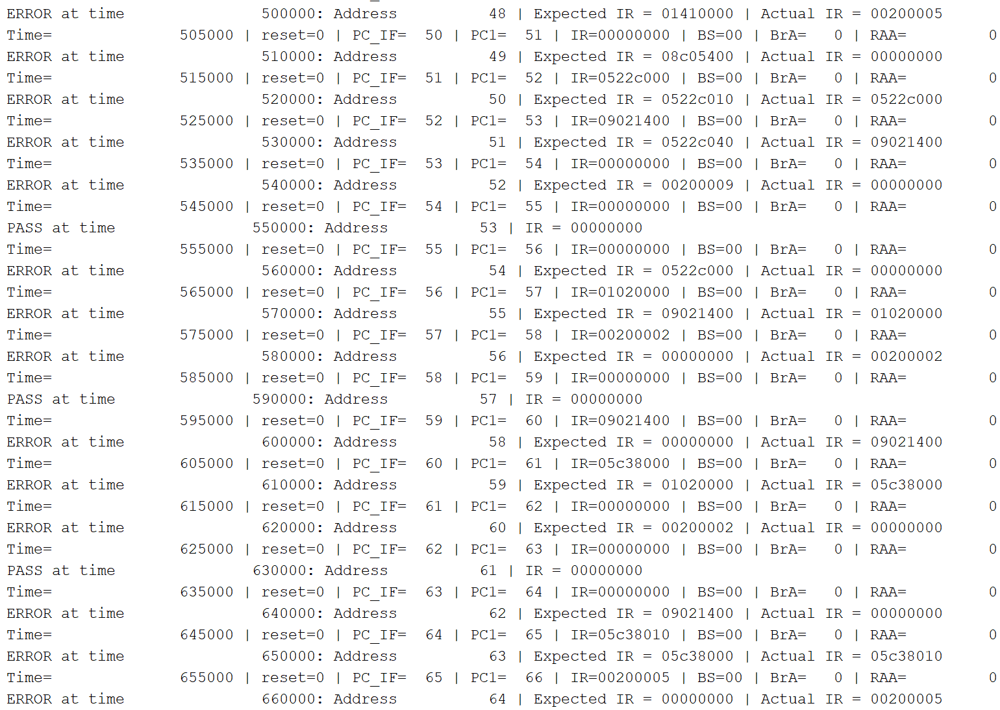 ERROR at time                500000: Address          48 | Expected IR = 01410000 | Actual IR = 00200005
Time=              505000 | reset=0 | PC_IF=  50 | PC1=  51 | IR=00000000 | BS=00 | BrA=   0 | RAA=         0
ERROR at time                510000: Address          49 | Expected IR = 08c05400 | Actual IR = 00000000
Time=              515000 | reset=0 | PC_IF=  51 | PC1=  52 | IR=0522c000 | BS=00 | BrA=   0 | RAA=         0
ERROR at time                520000: Address          50 | Expected IR = 0522c010 | Actual IR = 0522c000
Time=              525000 | reset=0 | PC_IF=  52 | PC1=  53 | IR=09021400 | BS=00 | BrA=   0 | RAA=         0
ERROR at time                530000: Address          51 | Expected IR = 0522c040 | Actual IR = 09021400
Time=              535000 | reset=0 | PC_IF=  53 | PC1=  54 | IR=00000000 | BS=00 | BrA=   0 | RAA=         0
ERROR at time                540000: Address          52 | Expected IR = 00200009 | Actual IR = 00000000
Time=              545000 | reset=0 | PC_IF=  54 | PC1=  55 | IR=00000000 | BS=00 | BrA=   0 | RAA=         0
PASS at time               550000: Address          53 | IR = 00000000
Time=              555000 | reset=0 | PC_IF=  55 | PC1=  56 | IR=00000000 | BS=00 | BrA=   0 | RAA=         0
ERROR at time                560000: Address          54 | Expected IR = 0522c000 | Actual IR = 00000000
Time=              565000 | reset=0 | PC_IF=  56 | PC1=  57 | IR=01020000 | BS=00 | BrA=   0 | RAA=         0
ERROR at time                570000: Address          55 | Expected IR = 09021400 | Actual IR = 01020000
Time=              575000 | reset=0 | PC_IF=  57 | PC1=  58 | IR=00200002 | BS=00 | BrA=   0 | RAA=         0
ERROR at time                580000: Address          56 | Expected IR = 00000000 | Actual IR = 00200002
Time=              585000 | reset=0 | PC_IF=  58 | PC1=  59 | IR=00000000 | BS=00 | BrA=   0 | RAA=         0
PASS at time               590000: Address          57 | IR = 00000000
Time=              595000 | reset=0 | PC_IF=  59 | PC1=  60 | IR=09021400 | BS=00 | BrA=   0 | RAA=         0
ERROR at time                600000: Address          58 | Expected IR = 00000000 | Actual IR = 09021400
Time=              605000 | reset=0 | PC_IF=  60 | PC1=  61 | IR=05c38000 | BS=00 | BrA=   0 | RAA=         0
ERROR at time                610000: Address          59 | Expected IR = 01020000 | Actual IR = 05c38000
Time=              615000 | reset=0 | PC_IF=  61 | PC1=  62 | IR=00000000 | BS=00 | BrA=   0 | RAA=         0
ERROR at time                620000: Address          60 | Expected IR = 00200002 | Actual IR = 00000000
Time=              625000 | reset=0 | PC_IF=  62 | PC1=  63 | IR=00000000 | BS=00 | BrA=   0 | RAA=         0
PASS at time               630000: Address          61 | IR = 00000000
Time=              635000 | reset=0 | PC_IF=  63 | PC1=  64 | IR=00000000 | BS=00 | BrA=   0 | RAA=         0
ERROR at time                640000: Address          62 | Expected IR = 09021400 | Actual IR = 00000000
Time=              645000 | reset=0 | PC_IF=  64 | PC1=  65 | IR=05c38010 | BS=00 | BrA=   0 | RAA=         0
ERROR at time                650000: Address          63 | Expected IR = 05c38000 | Actual IR = 05c38010
Time=              655000 | reset=0 | PC_IF=  65 | PC1=  66 | IR=00200005 | BS=00 | BrA=   0 | RAA=         0
ERROR at time                660000: Address          64 | Expected IR = 00000000 | Actual IR = 00200005